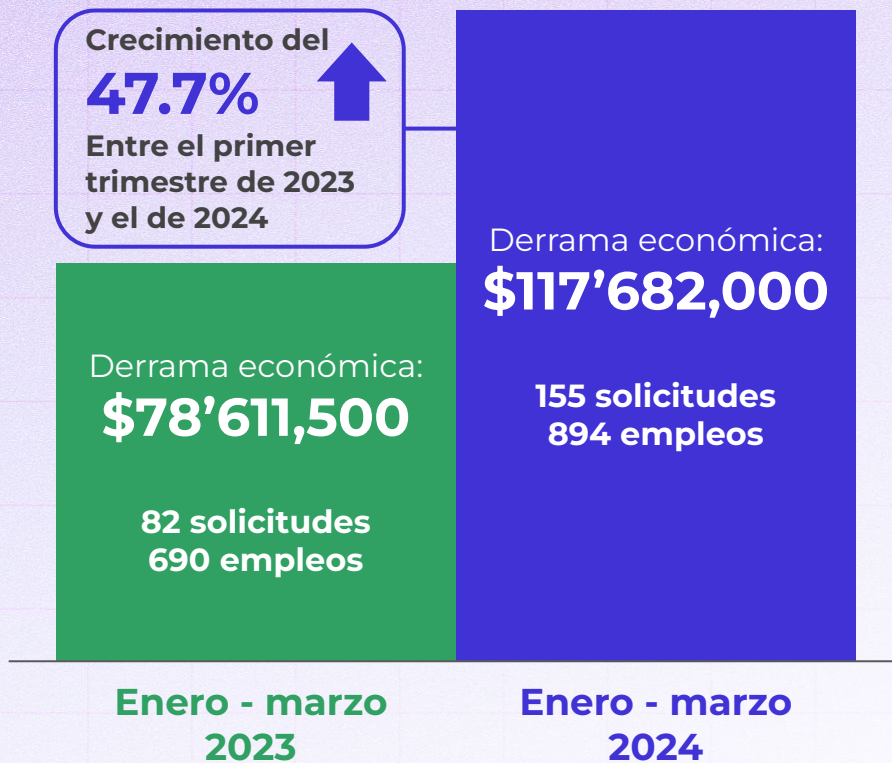 Crecimiento del
47.7%
Entre el primer
trimestre de 2023
y el de 2024
Derrama económica:
$78’611,500
82 solicitudes
690 empleos
Derrama económica:
$117’682,000
155 solicitudes
894 empleos
Enero - marzo
2023
Enero - marzo
2024